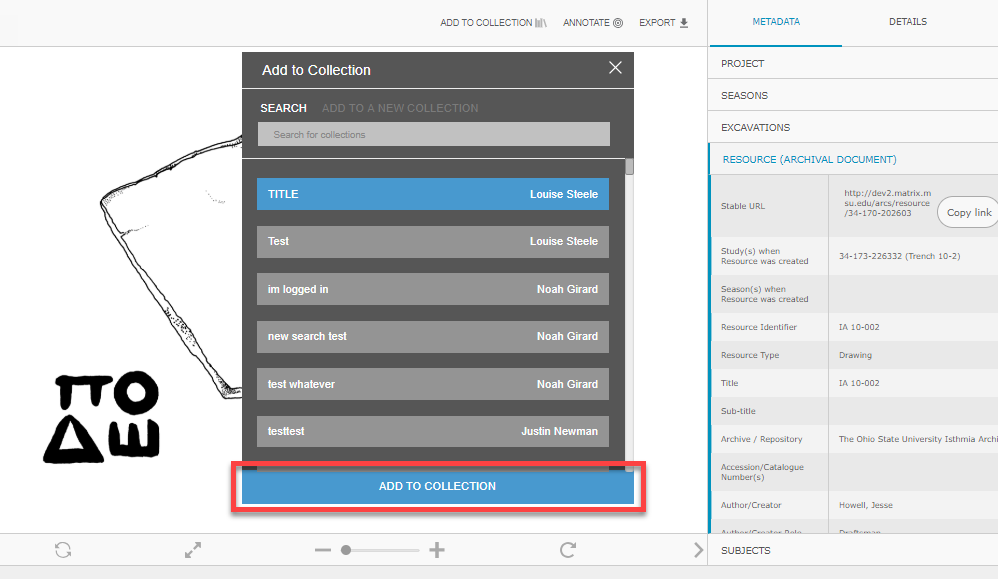 ADD TO COLLECTION
ANNOTATE
EXPORT
METADATA
DETAILS
Add to Collection
SEARCH ADD TO A NEW COLLECTION
Search for collections
TITLE Louise Steele
Test Louise Steele
im logged in Noah Girard
new search test Noah Girard
test whatever Noah Girard
testtest Justin Newman
ADD TO COLLECTION
ΠΟ
ΔΕ
PROJECT
SEASONS
EXCAVATIONS
RESOURCE (ARCHIVAL DOCUMENT)
Stable URL
http://dev2.matrix.m
su.edu/arcs/resource
/34-170-202603
Copy link
Study(s) when
Resource was created
34-173-226332 (Trench 10-2)
Season(s) when
Resource was created
Resource Identifier IA 10-002
Resource Type Drawing
Title IA 10-002
Sub-title
Archive / Repository The Ohio State University Isthmia Archi
Accession/Catalogue
Number(s)
Author/Creator Howell, Jesse
Author/Creator Role Draftsman
SUBJECTS